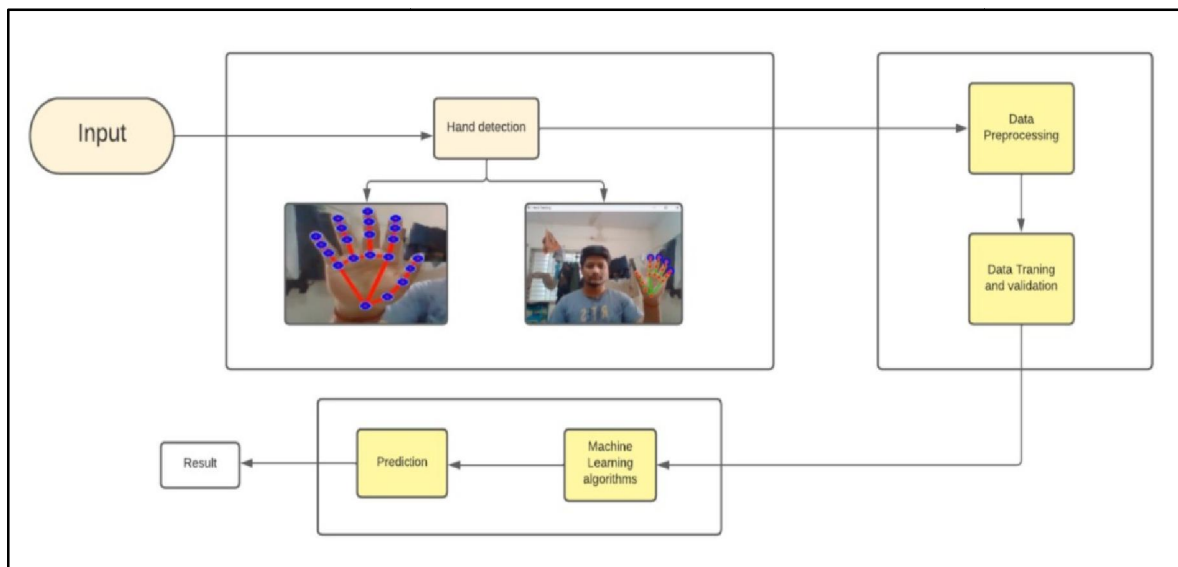 Input
Hand detection
Data
Preprocessing
Data Traning
and validation
Machine
Learning
algorithms
Prediction
Result